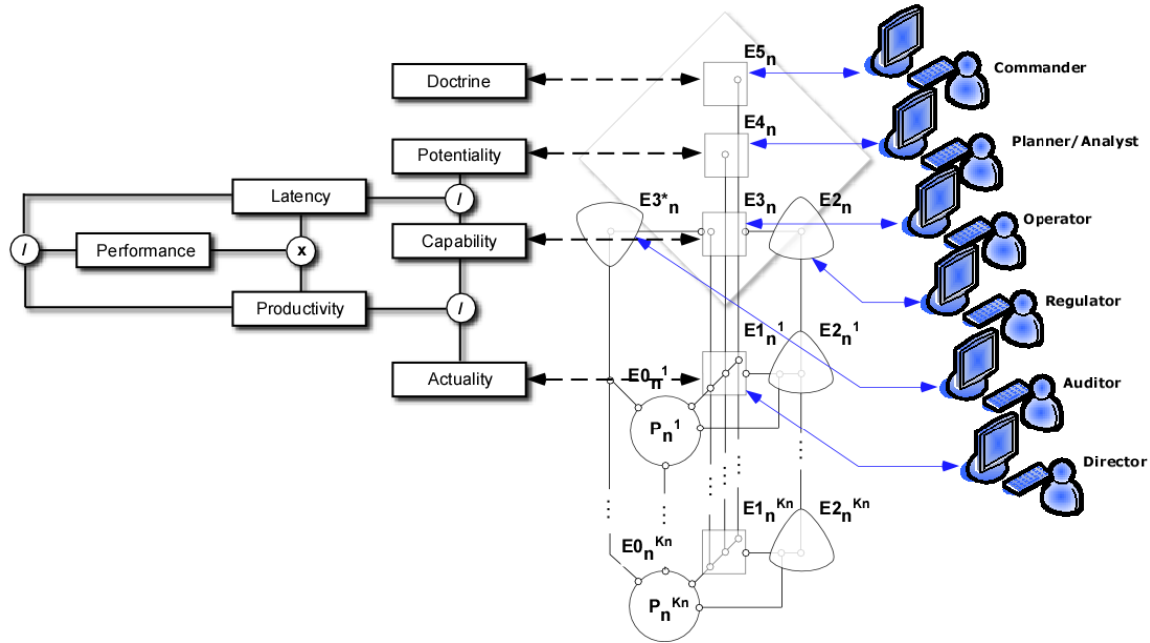 E5n
Commander
Doctrine
E4n
Planner/Analyst
Potentiality
Latency
/
E3*n
E3n
E2n
Operator
/
Performance
x
Capability
Productivity
/
Regulator
E1n1
E2n1
Actuality
E0n1
Auditor
Pn1
Director
E1nKn
E2nKn
E0nKn
PnKn